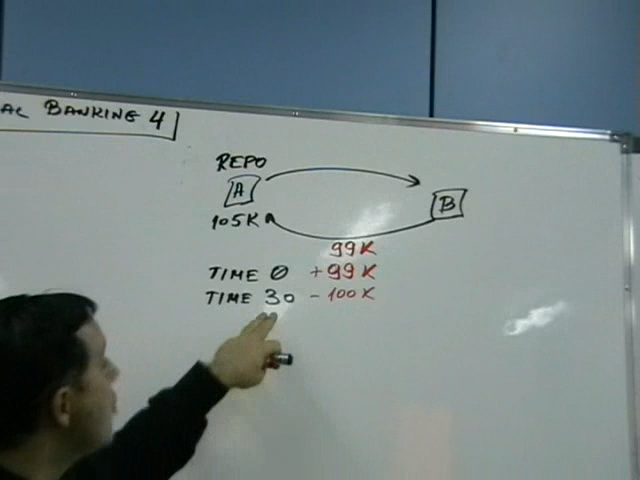 AL BANKING 4
REPO
A
B
105K
99K
TIME 0 +99K
TIME 30 -100K